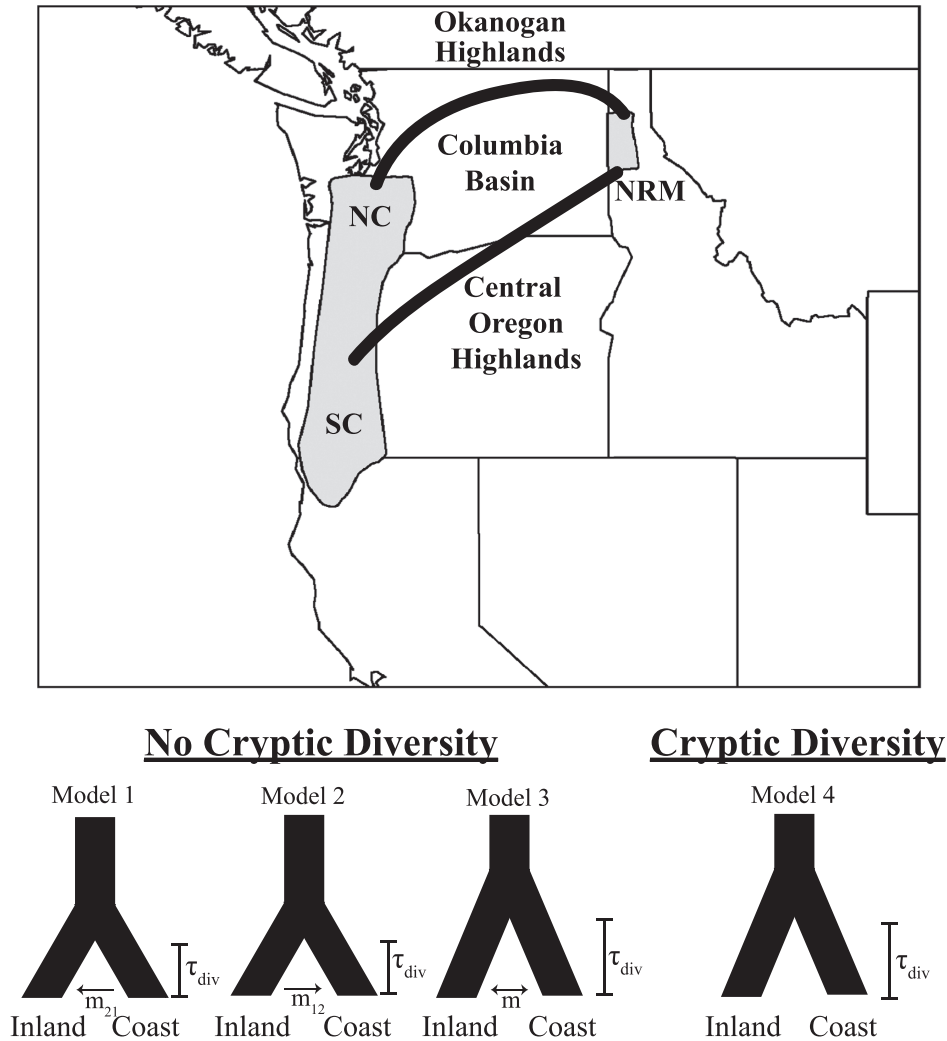 Okanogan
Highlands
Columbia
Basin
NRM
NC
Central
Oregon
Highlands
SC
No Cryptic Diversity
Cryptic Diversity
Model 1
Model 2
Model 3
Model 4
τdiv
τdiv
τdiv
τdiv
m21
m12
m
Inland Coast
Inland Coast
Inland Coast
Inland Coast